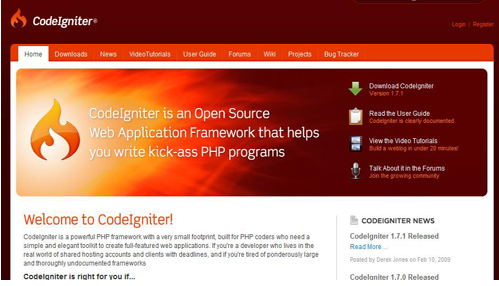 CodeIgniter®
Login | Register
Home Downloads News VideoTutorials User Guide Forums Wiki Projects Bug Tracker
CodeIgniter is an Open Source
Web Application Framework that helps
you write kick-ass PHP programs
Download CodeIgniter
Version 1.7.1
Read the User Guide
CodeIgniter is clearly documented
View the Video Tutorials
Build a weblog in under 20 minutes!
Talk About it in the Forums
Join the growing community
Welcome to CodeIgniter!
CodeIgniter is a powerful PHP framework with a very small footprint, built for PHP coders who need a
simple and elegant toolkit to create full-featured web applications. If you're a developer who lives in the
real world of shared hosting accounts and clients with deadlines, and if you're tired of ponderously large
and thoroughly undocumented frameworks
CodeIgniter is right for you if...
CODEIGNITER NEWS
CodeIgniter 1.7.1 Released
Read More…
Posted by Derek Jones on Feb 10, 2009
CodeIgniter 1.7.0 Released